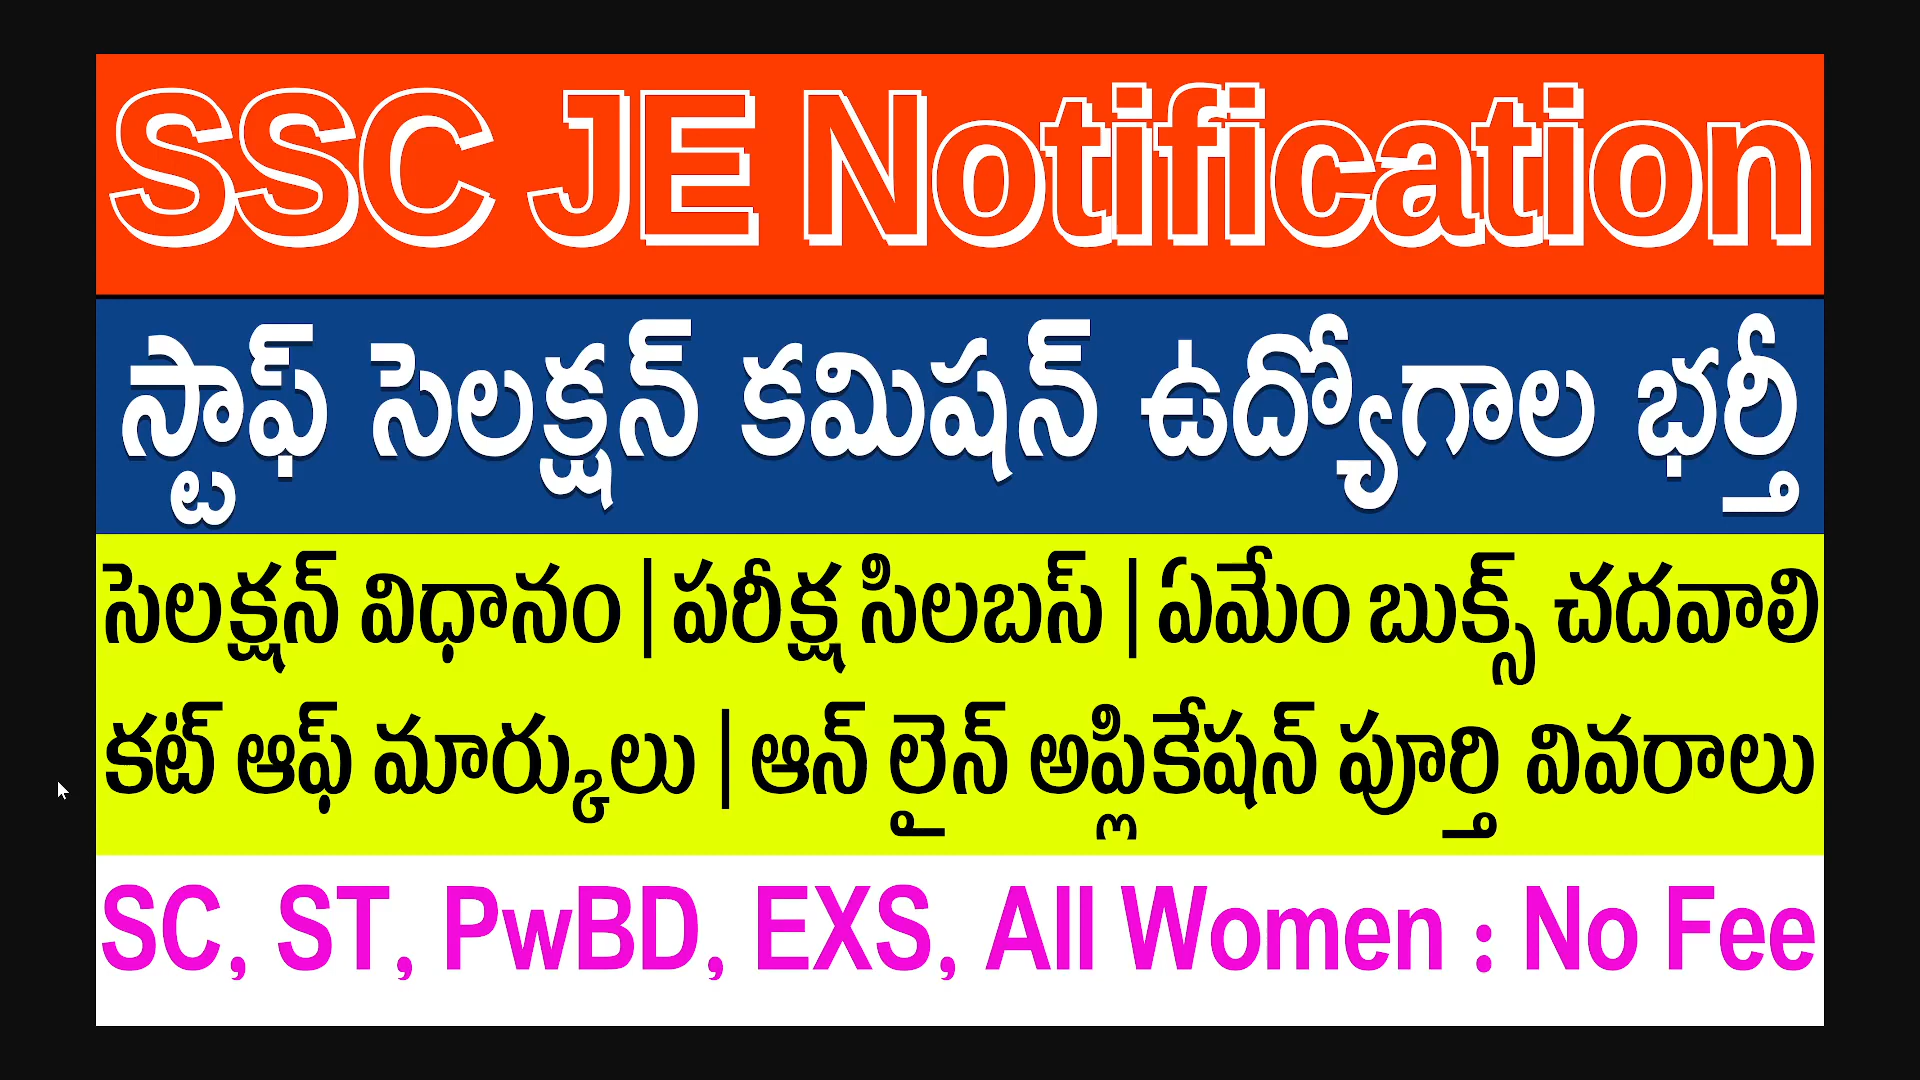 SSC JE Notification
స్టాఫ్ సెలక్షన్ కమిషన్ ఉద్యోగాల భర్తీ
సెలక్షన్ విధానం | పరీక్ష సిలబస్ | ఏమేం బుక్స్ చదవాలి
కట్ ఆఫ్ మార్కులు | ఆన్ లైన్ అప్లికేషన్ పూర్తి వివరాలు
SC, ST, PwBD, EXS, All Women : No Fee